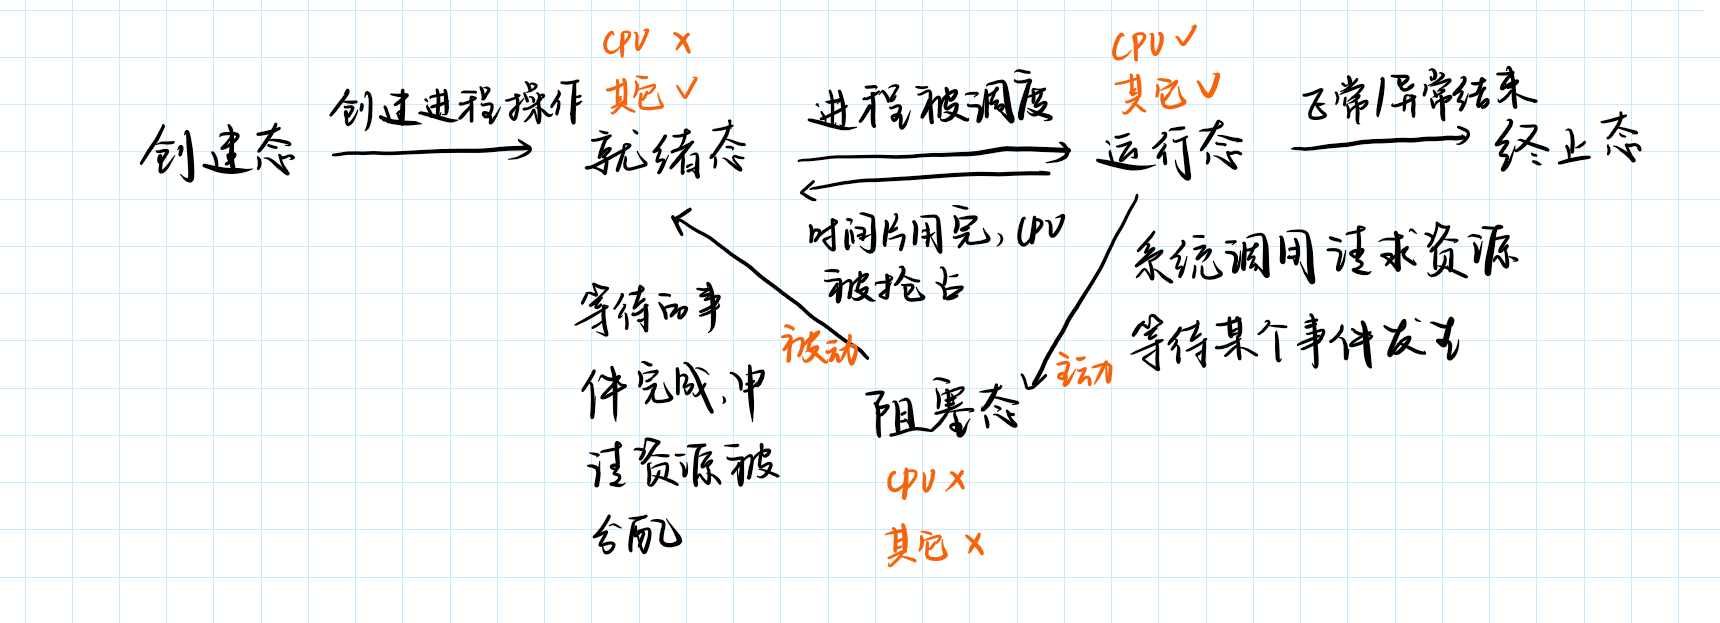 CPU ×
其它 ✓
CPU ✓
其它 ✓
创建态
创建进程操作
就绪态
进程被调度
运行态
正常/异常结束
终止态
时间片用完,CPU
被抢占
系统调用请求资源
等待某个事件发生
等待的事
件完成,申
请资源被
分配
被动
主动
阻塞态
CPU ×
其它 ×